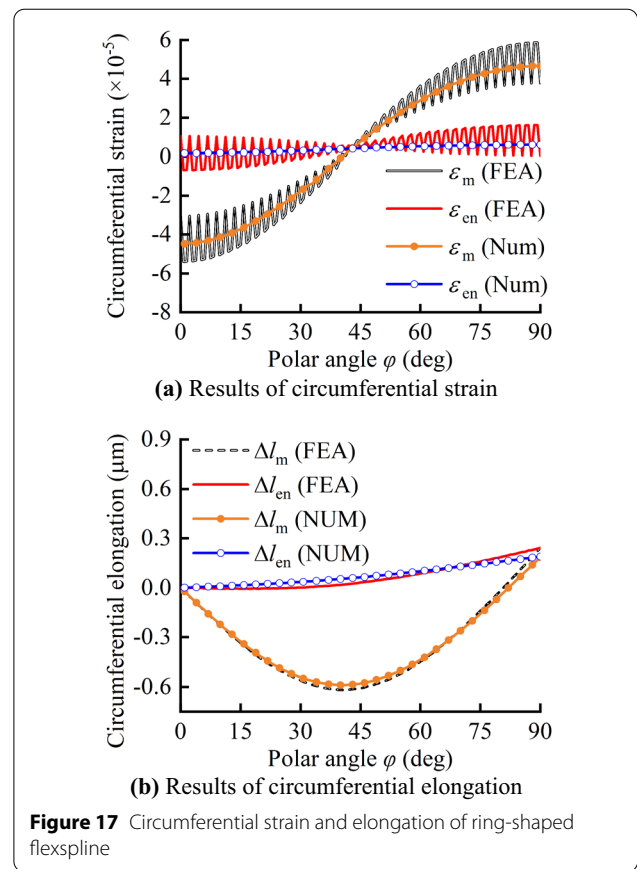 6
4
2
0
-2
-4
-6
-8
Circumferential strain (×10⁻⁵)
εm (FEA)
εen (FEA)
εm (Num)
εen (Num)
0 15 30 45 60 75 90
Polar angle φ (deg)
(a) Results of circumferential strain
0.9
0.6
0.3
0.0
-0.3
-0.6
Circumferential elongation (μm)
Δlm (FEA)
Δlen (FEA)
Δlm (NUM)
Δlen (NUM)
0 15 30 45 60 75 90
Polar angle φ (deg)
(b) Results of circumferential elongation
Figure 17 Circumferential strain and elongation of ring-shaped
flexspline